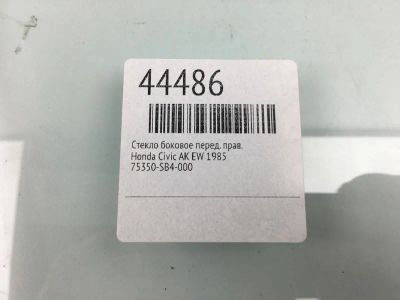 44486
Стекло боковое перед. прав.
Honda Civic AK EW 1985
75350-SB4-000